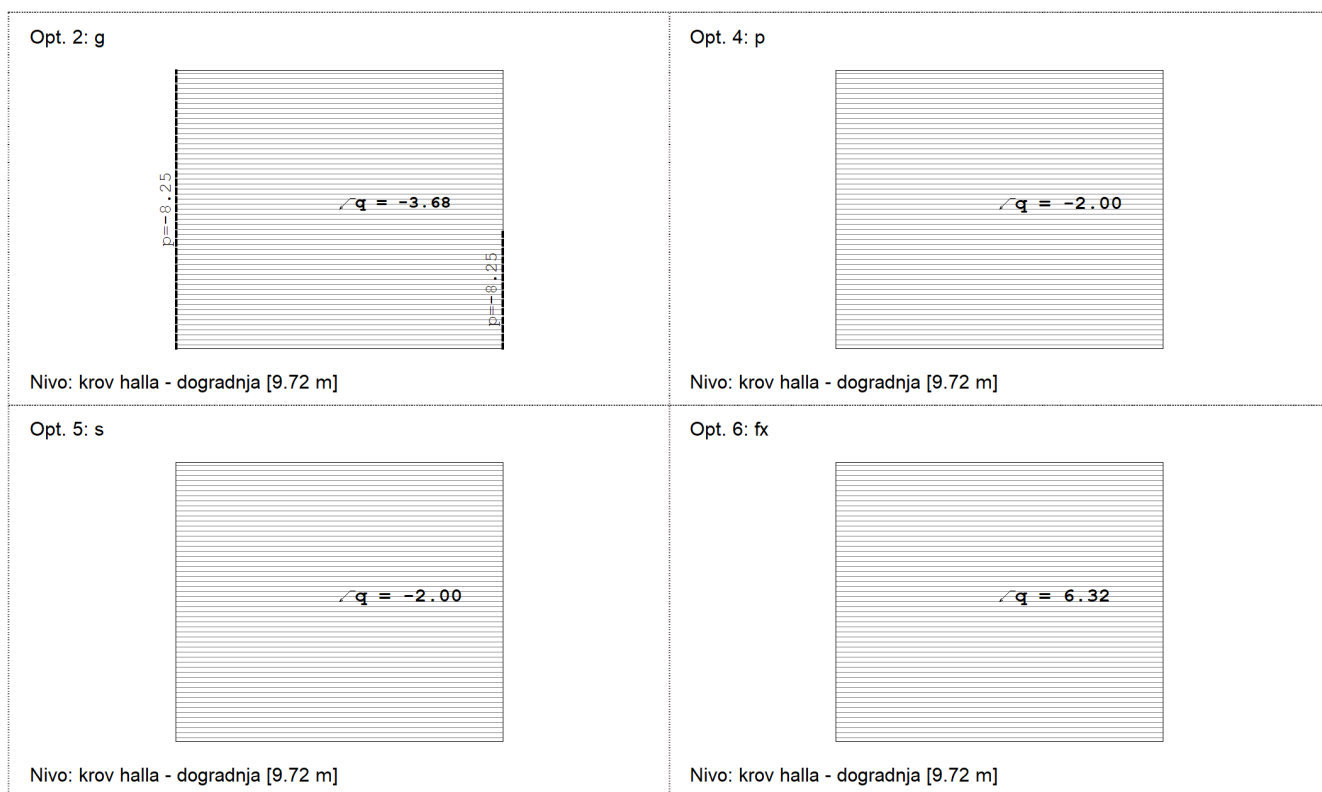 Opt. 2: g
p=-8.25
q = -3.68
p=-8.25
Nivo: krov halla - dogradnja [9.72 m]
Opt. 4: p
q = -2.00
Nivo: krov halla - dogradnja [9.72 m]
Opt. 5: s
q = -2.00
Nivo: krov halla - dogradnja [9.72 m]
Opt. 6: fx
q = 6.32
Nivo: krov halla - dogradnja [9.72 m]